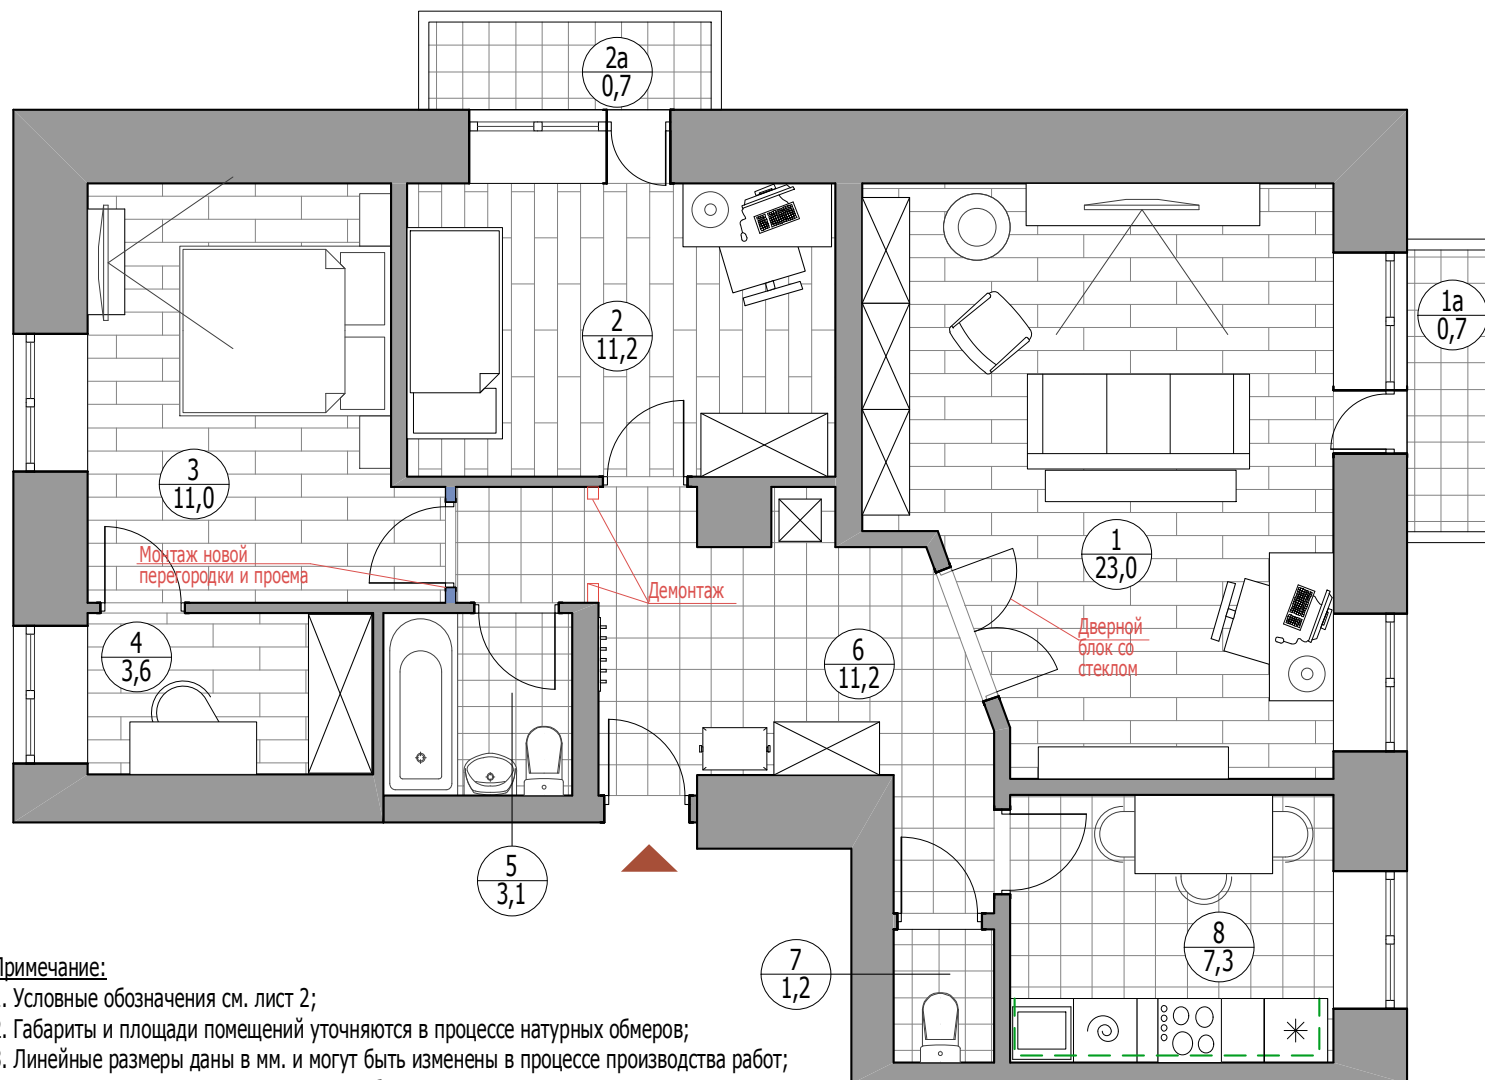 2а
0,7
1а
0,7
2
11,2
3
11,0
1
23,0
Монтаж новой
перегородки и проема
Демонтаж
Дверной
блок со
стеклом
4
3,6
6
11,2
5
3,1
7
1,2
8
7,3
Примечание:
. Условные обозначения см. лист 2;
2. Габариты и площади помещений уточняются в процессе натурных обмеров;
3. Линейные размеры даны в мм. и могут быть изменены в процессе производства работ;